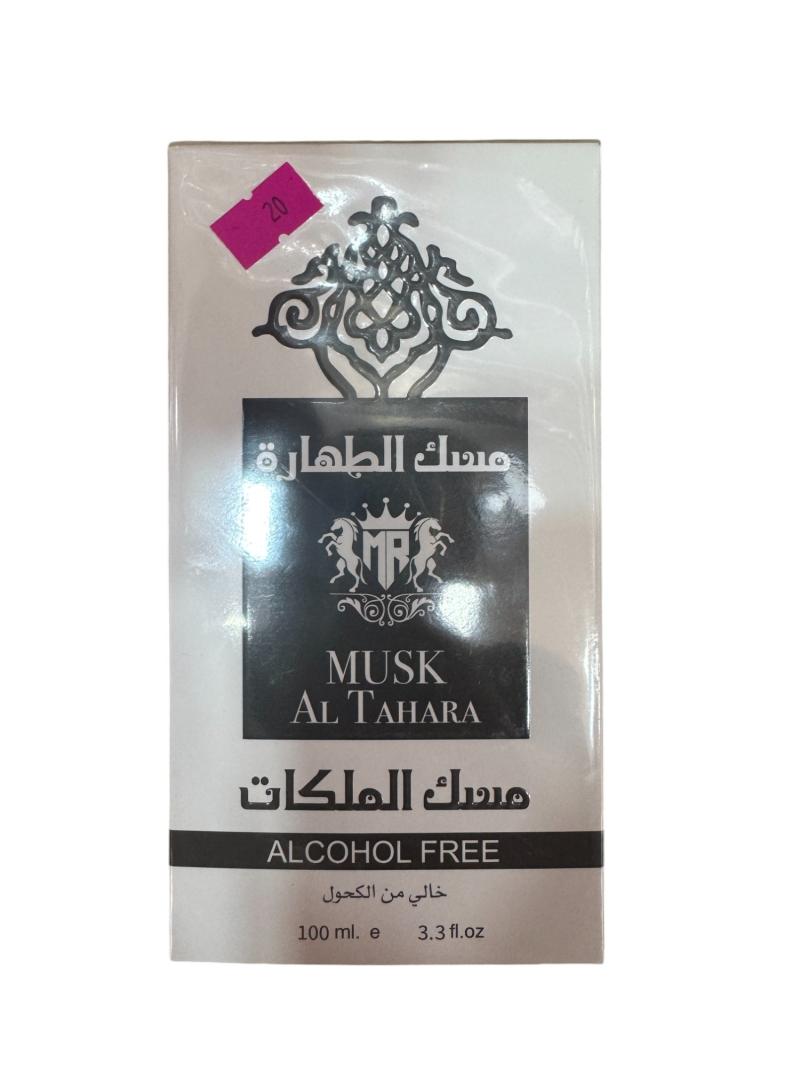 20
مسك الطهارة
MR
MUSK
AL TAHARA
مسك الملكات
ALCOHOL FREE
خالي من الكحول
100 ml. e 3.3 fl.oz